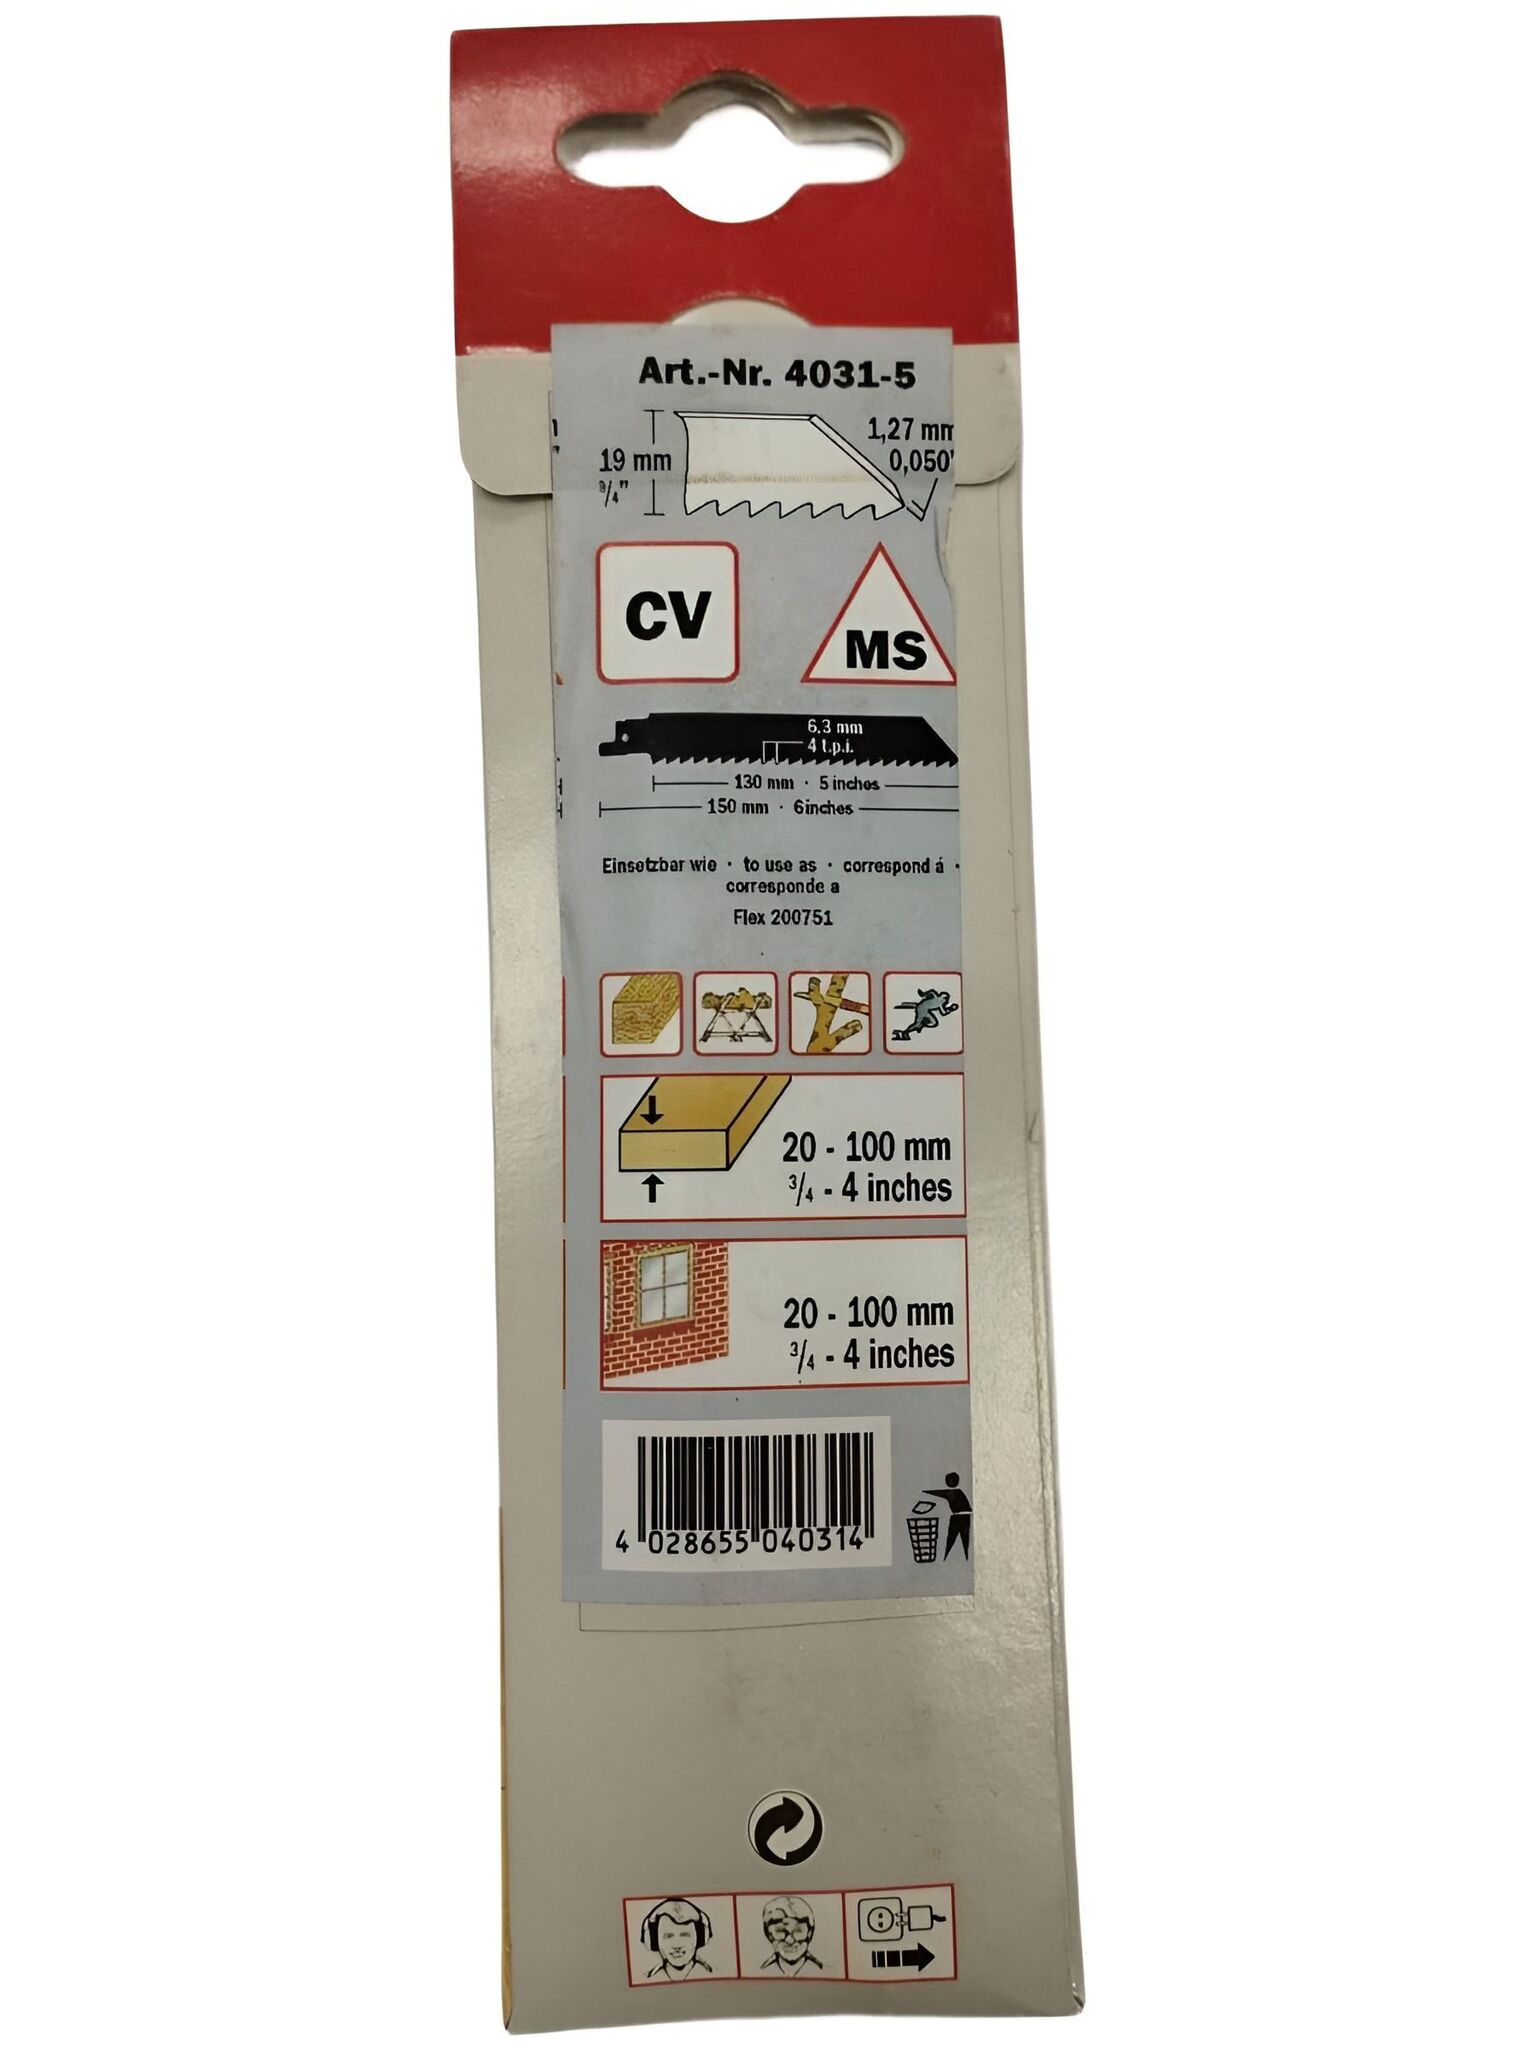 Art.-Nr. 4031-5
1,27 mm
19 mm
0,050"
3/4"
CV
MS
6.3 mm
4 t.p.i.
130 mm · 5 inches
150 mm · 6 inches
Einsetzbar wie · to use as · correspond á ·
corresponde a
Flex 200751
20 - 100 mm
3/4 - 4 inches
20 - 100 mm
3/4 - 4 inches
4 028655 040314